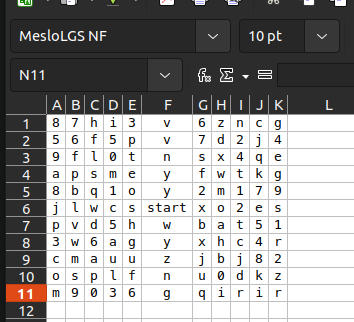 MesloLGS NF 10 pt
N11
A B C D E F G H I J K L
1 8 7 h i 3 v 6 z n c g
2 5 6 f 5 p v 7 d 2 j 4
3 9 f l 0 t n s x 4 q e
4 a p s m e y f w t k g
5 8 b q 1 o y 2 m 1 7 9
6 j l w c s start x o 2 e s
7 p v d 5 h w b a t 5 1
8 3 w 6 a g y x h c 4 r
9 c m a u u z j b j 8 2
10 o s p l f n u 0 d k z
11 m 9 0 3 6 g q i r i r
12